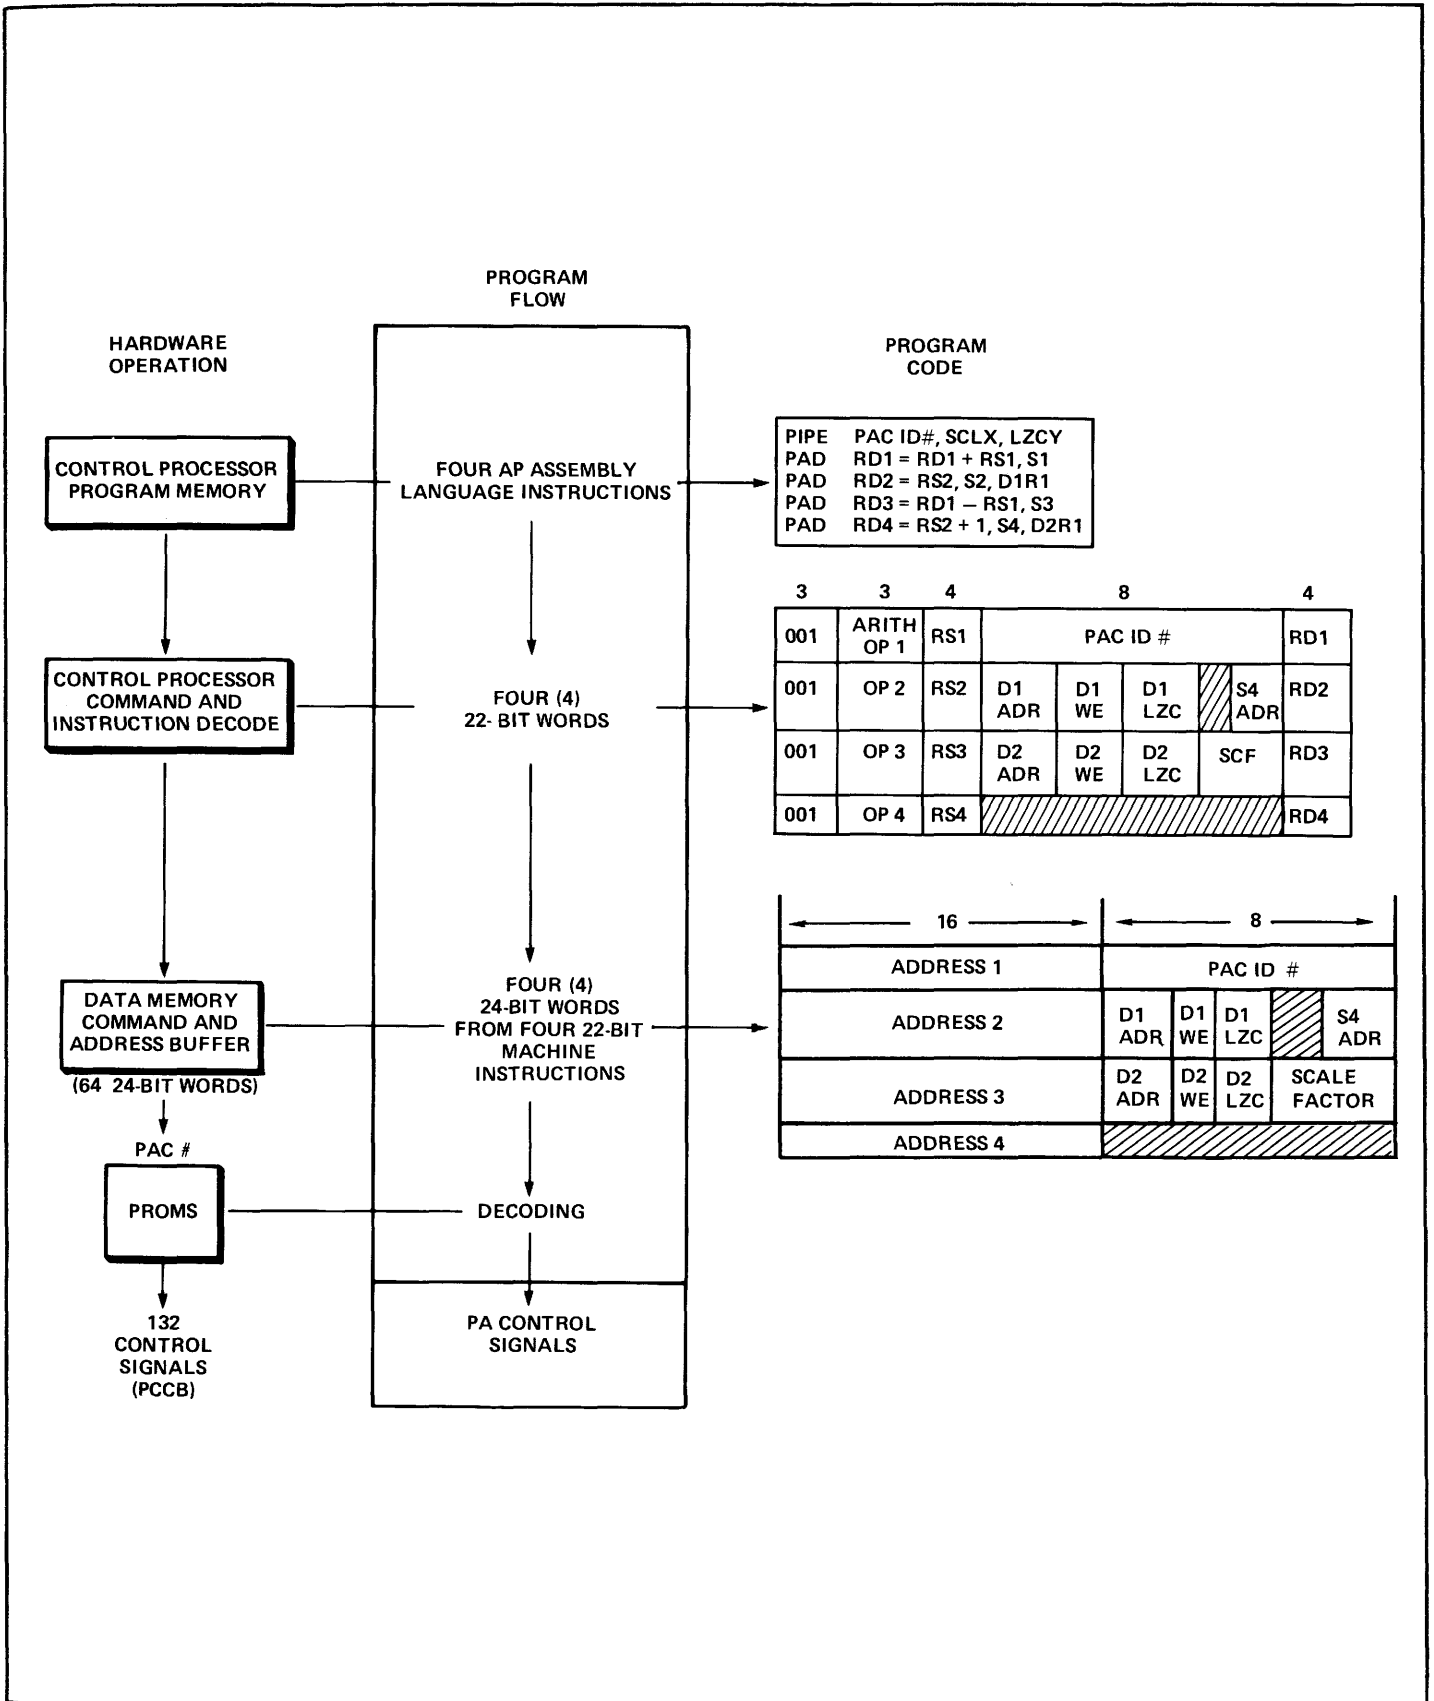 PROGRAM
FLOW
HARDWARE
OPERATION
PROGRAM
CODE
CONTROL PROCESSOR
PROGRAM MEMORY
FOUR AP ASSEMBLY
LANGUAGE INSTRUCTIONS
PIPE PAC ID#, SCLX, LZCY
PAD RD1 = RD1 + RS1, S1
PAD RD2 = RS2, S2, D1R1
PAD RD3 = RD1 – RS1, S3
PAD RD4 = RS2 + 1, S4, D2R1
CONTROL PROCESSOR
COMMAND AND
INSTRUCTION DECODE
FOUR (4)
22- BIT WORDS
3 3 4 8 4
001 ARITH OP 1 RS1 PAC ID # RD1
001 OP 2 RS2 D1 ADR D1 WE D1 LZC S4 ADR RD2
001 OP 3 RS3 D2 ADR D2 WE D2 LZC SCF RD3
001 OP 4 RS4 RD4
DATA MEMORY
COMMAND AND
ADDRESS BUFFER
(64 24-BIT WORDS)
FOUR (4)
24-BIT WORDS
FROM FOUR 22-BIT
MACHINE
INSTRUCTIONS
16 8
ADDRESS 1 PAC ID #
ADDRESS 2 D1 ADR D1 WE D1 LZC S4 ADR
ADDRESS 3 D2 ADR D2 WE D2 LZC SCALE FACTOR
ADDRESS 4
PAC #
PROMS
DECODING
132
CONTROL
SIGNALS
(PCCB)
PA CONTROL
SIGNALS